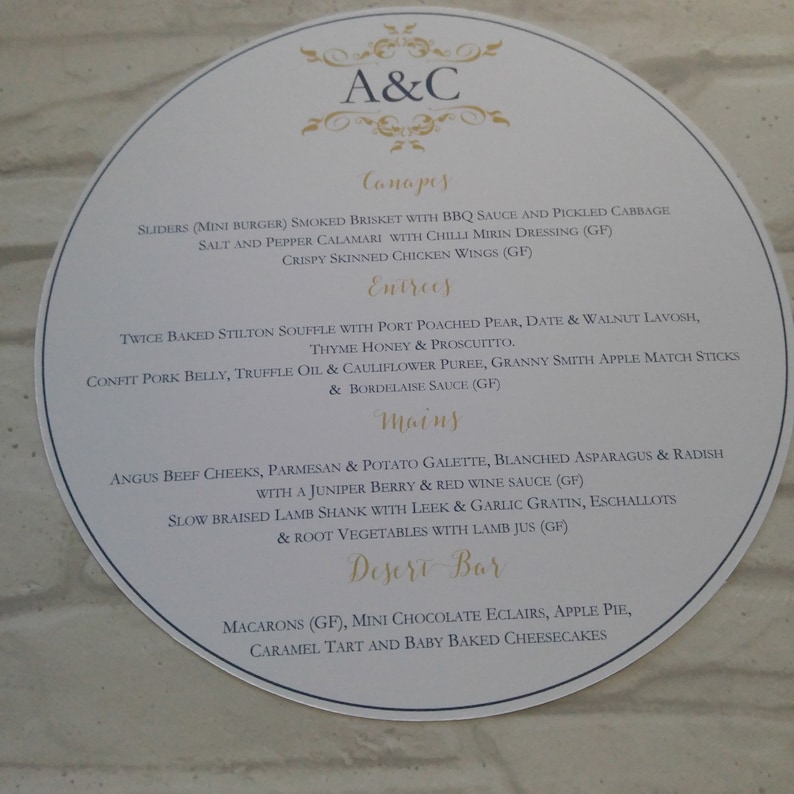 A&C
Canapes
Sliders (Mini burger) Smoked Brisket with BBQ Sauce and Pickled Cabbage
Salt and Pepper Calamari with Chilli Mirin Dressing (GF)
Crispy Skinned Chicken Wings (GF)
Entrees
Twice Baked Stilton Souffle with Port Poached Pear, Date & Walnut Lavosh,
Thyme Honey & Proscuitto.
Confit Pork Belly, Truffle Oil & Cauliflower Puree, Granny Smith Apple Match Sticks
& Bordelaise Sauce (GF)
Mains
Angus Beef Cheeks, Parmesan & Potato Galette, Blanched Asparagus & Radish
with a Juniper Berry & red wine sauce (GF)
Slow braised Lamb Shank with Leek & Garlic Gratin, Eschallots
& root Vegetables with lamb jus (GF)
Desert Bar
Macarons (GF), Mini Chocolate Eclairs, Apple Pie,
Caramel Tart and Baby Baked Cheesecakes